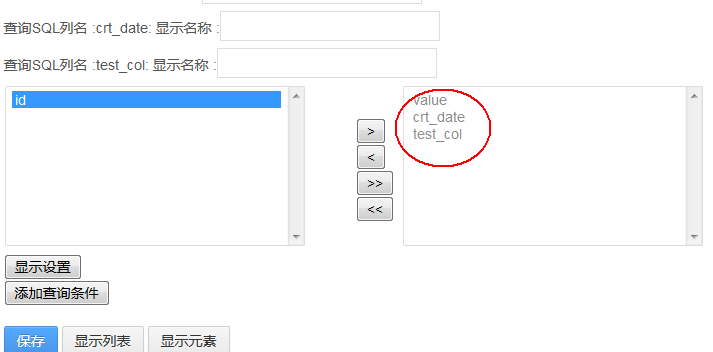 查询SQL列名 :crt_date: 显示名称 :
查询SQL列名 :test_col: 显示名称 :
id
>
<
>>
<<
value
crt_date
test_col
显示设置
添加查询条件
保存 显示列表 显示元素